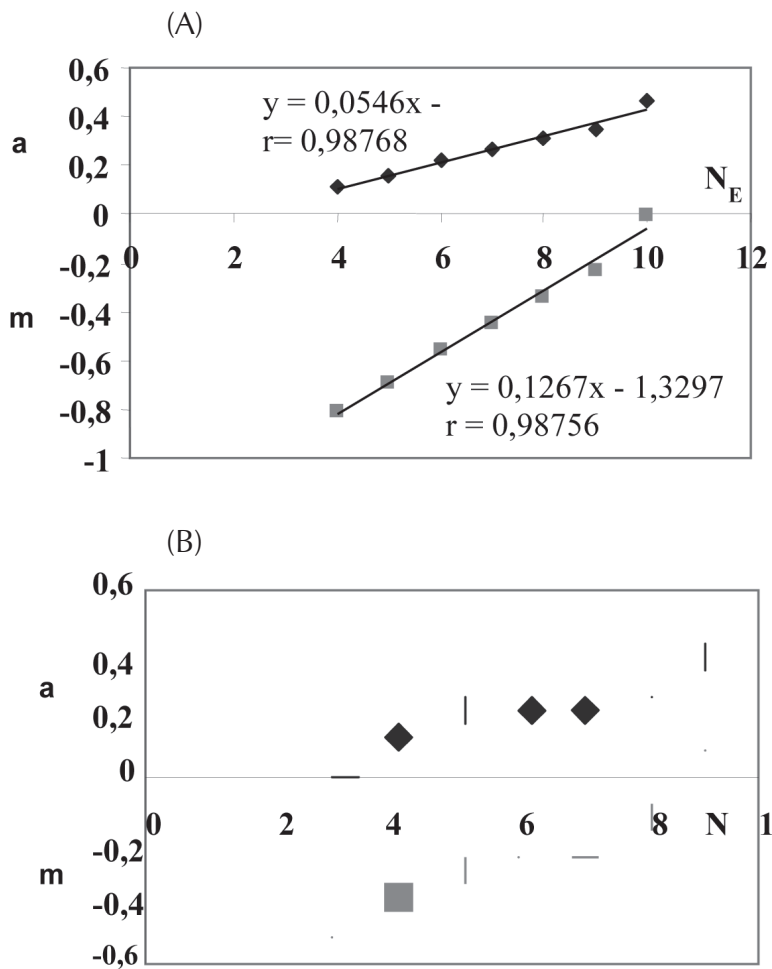 (A)
0,6
y = 0,0546x -
0,4
r= 0,98768
a
0,2
N_E
0
0 2 4 6 8 10 12
-0,2
-0,4
m
-0,6
y = 0,1267x - 1,3297
-0,8
r = 0,98756
-1
(B)
0,6
0,4
a
0,2
0
0 2 4 6 8 N 1
-0,2
m
-0,4
-0,6